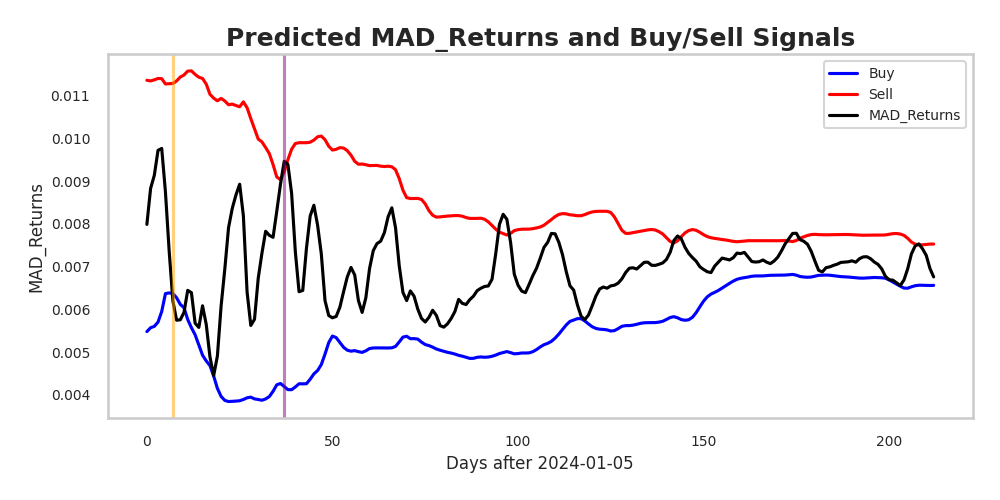 Predicted MAD_Returns and Buy/Sell Signals
MAD_Returns
0.011
0.010
0.009
0.008
0.007
0.006
0.005
0.004
Buy
Sell
MAD_Returns
0 50 100 150 200
Days after 2024-01-05